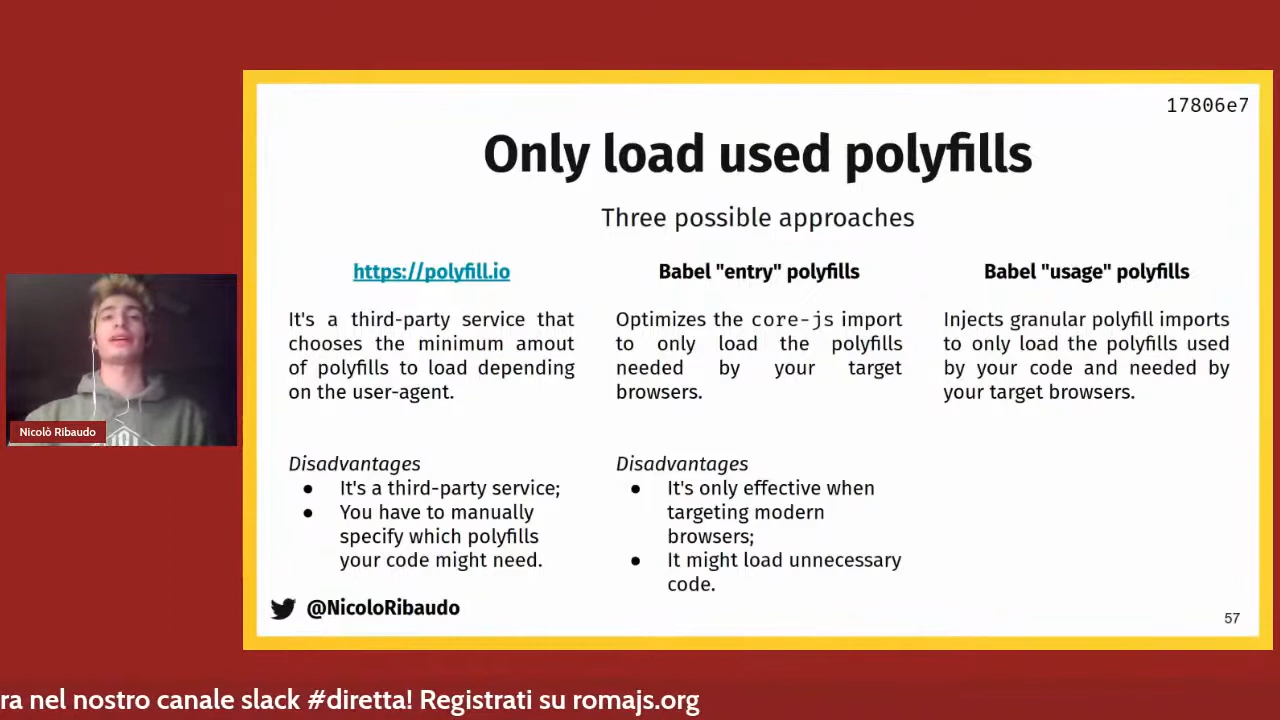 17806e7
Only load used polyfills
Three possible approaches
https://polyfill.io
It's a third-party service that
chooses the minimum amout
of polyfills to load depending
on the user-agent.
Disadvantages
● It's a third-party service;
● You have to manually
specify which polyfills
your code might need.
Babel "entry" polyfills
Optimizes the core-js import
to only load the polyfills
needed by your target
browsers.
Disadvantages
● It's only effective when
targeting modern
browsers;
● It might load unnecessary
code.
Babel "usage" polyfills
Injects granular polyfill imports
to only load the polyfills used
by your code and needed by
your target browsers.
@NicoloRibaudo
57
Nicolò Ribaudo
ra nel nostro canale slack #diretta! Registrati su romajs.org